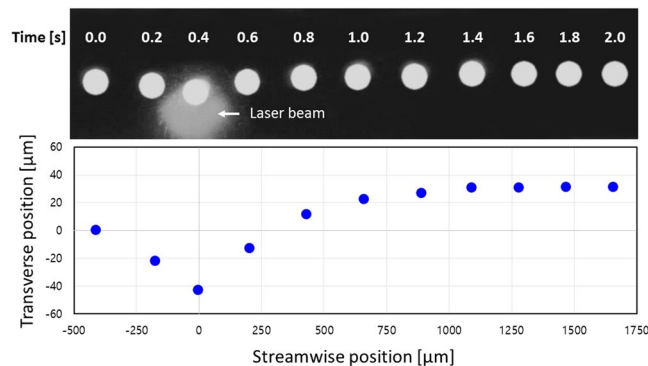 Time [s] 0.0 0.2 0.4 0.6 0.8 1.0 1.2 1.4 1.6 1.8 2.0
Laser beam
Transverse position [µm]
60
40
20
0
-20
-40
-60
-500 -250 0 250 500 750 1000 1250 1500 1750
Streamwise position [µm]